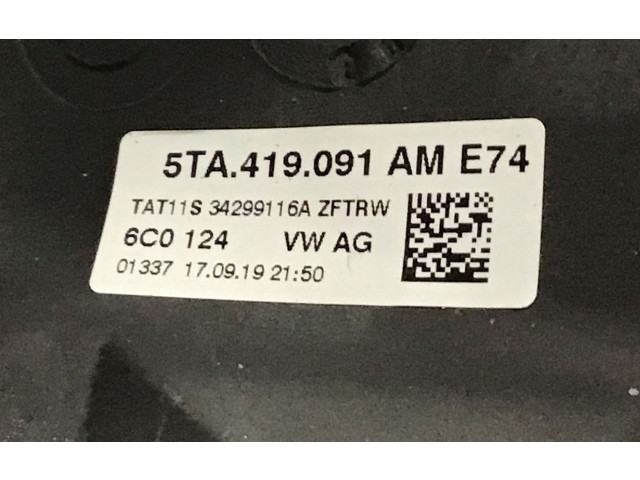 5TA.419.091 AM E74
TAT11S 34299116A ZFTRW
6C0 124 VW AG
01337 17.09.19 21:50